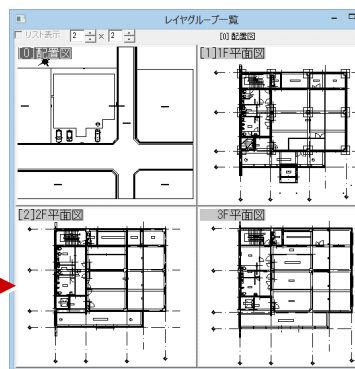 レイヤグループ一覧
リスト表示 2 × 2 [0] 配置図
[0]配置図
[1]1F平面図
[2]2F平面図
3F平面図